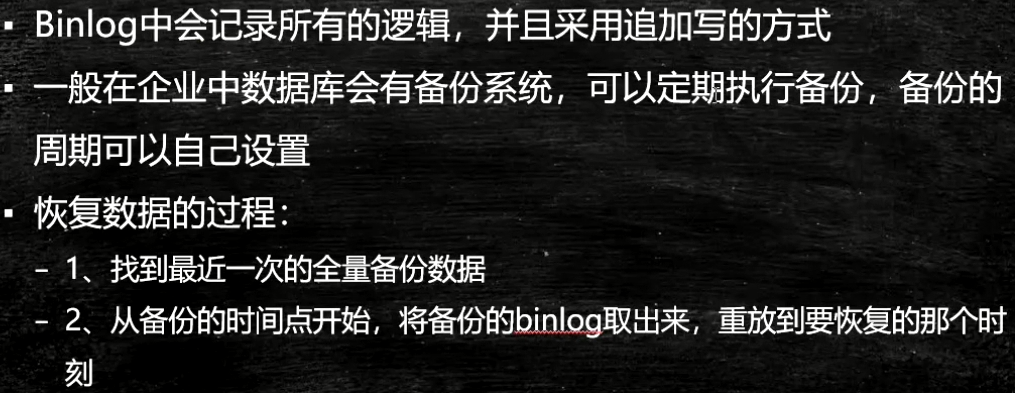 ▪ Binlog中会记录所有的逻辑，并且采用追加写的方式
▪ 一般在企业中数据库会有备份系统，可以定期执行备份，备份的
周期可以自己设置
▪ 恢复数据的过程：
– 1、找到最近一次的全量备份数据
– 2、从备份的时间点开始，将备份的binlog取出来，重放到要恢复的那个时
刻